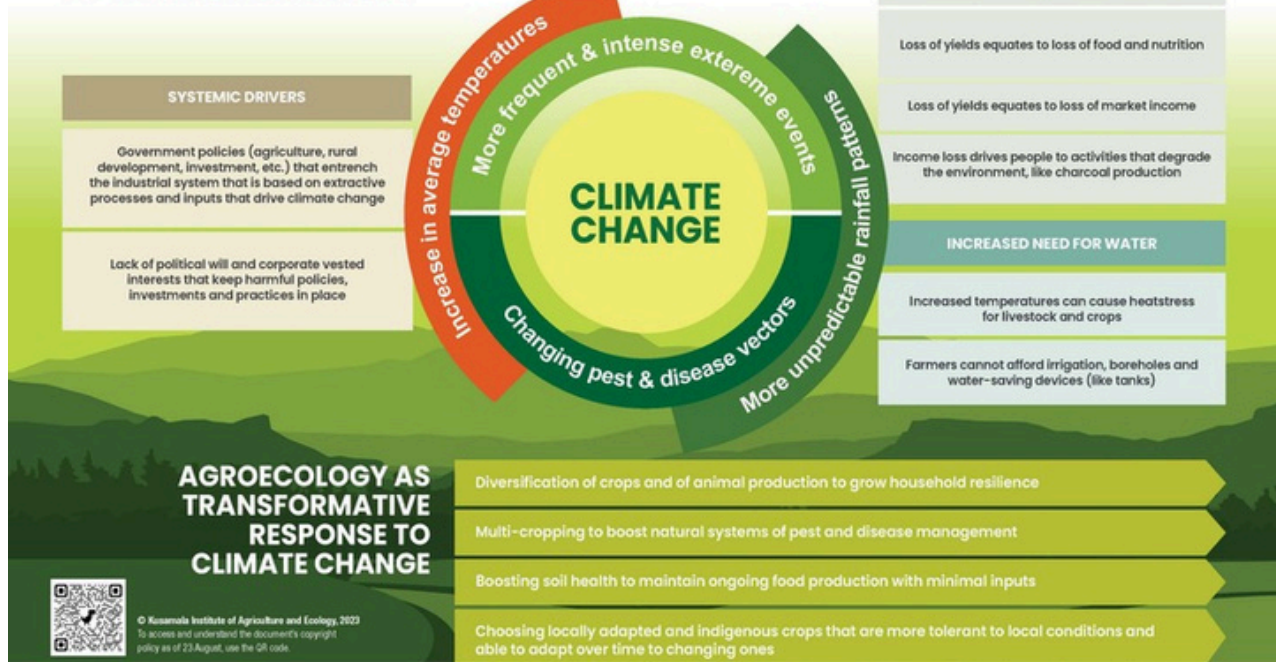 SYSTEMIC DRIVERS
Government policies (agriculture, rural
development, investment, etc.) that entrench
the industrial system that is based on extractive
processes and inputs that drive climate change
Lack of political will and corporate vested
interests that keep harmful policies,
investments and practices in place
Increase in average temperatures
More frequent & intense extereme events
CLIMATE
CHANGE
Changing pest & disease vectors
More unpredictable rainfall patterns
Loss of yields equates to loss of food and nutrition
Loss of yields equates to loss of market income
Income loss drives people to activities that degrade
the environment, like charcoal production
INCREASED NEED FOR WATER
Increased temperatures can cause heatstress
for livestock and crops
Farmers cannot afford irrigation, boreholes and
water-saving devices (like tanks)
AGROECOLOGY AS
TRANSFORMATIVE
RESPONSE TO
CLIMATE CHANGE
Diversification of crops and of animal production to grow household resilience
Multi-cropping to boost natural systems of pest and disease management
Boosting soil health to maintain ongoing food production with minimal inputs
Choosing locally adapted and indigenous crops that are more tolerant to local conditions and
able to adapt over time to changing ones
© Kusamala Institute of Agriculture and Ecology, 2023
To access and understand the document's copyright
policy as of 23 August, use the QR code.